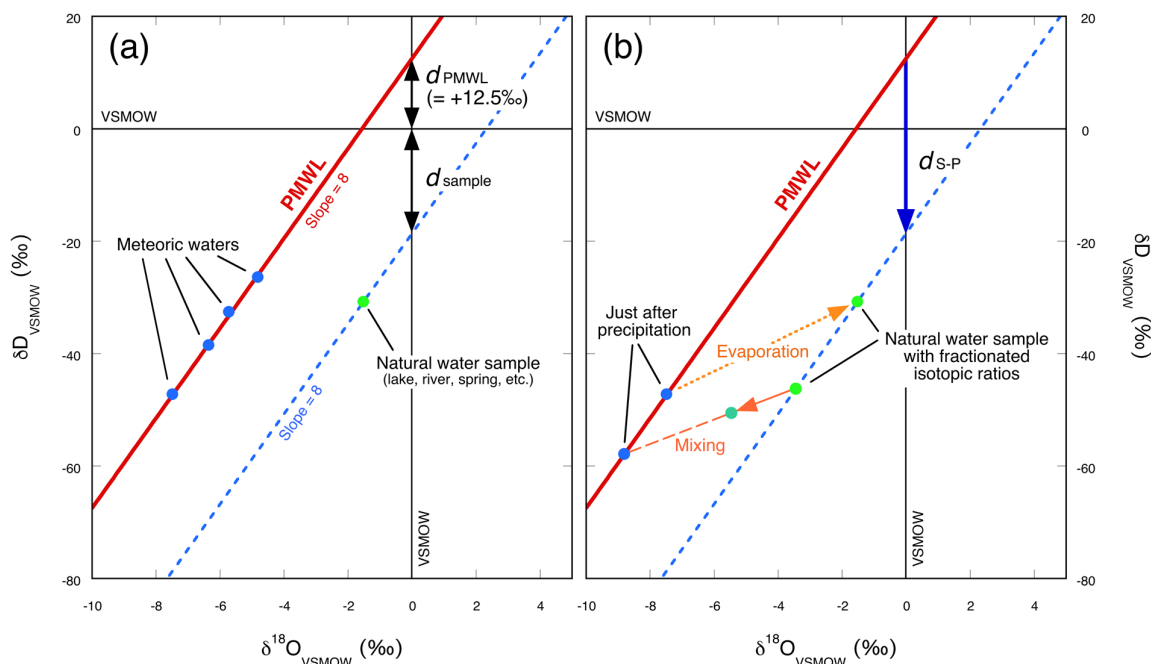 (a)
20
0
-20
-40
-60
-80
δD VSMOW (‰)
VSMOW
d PMWL
(= +12.5‰)
d sample
PMWL
Slope = 8
Meteoric waters
Natural water sample
(lake, river, spring, etc.)
Slope = 8
VSMOW
-10 -8 -6 -4 -2 0 2 4
δ18O VSMOW (‰)
(b)
VSMOW
d S-P
PMWL
Just after
precipitation
Evaporation
Natural water sample
with fractionated
isotopic ratios
Mixing
VSMOW
20
0
-20
-40
-60
-80
δD VSMOW (‰)
-10 -8 -6 -4 -2 0 2 4
δ18O VSMOW (‰)